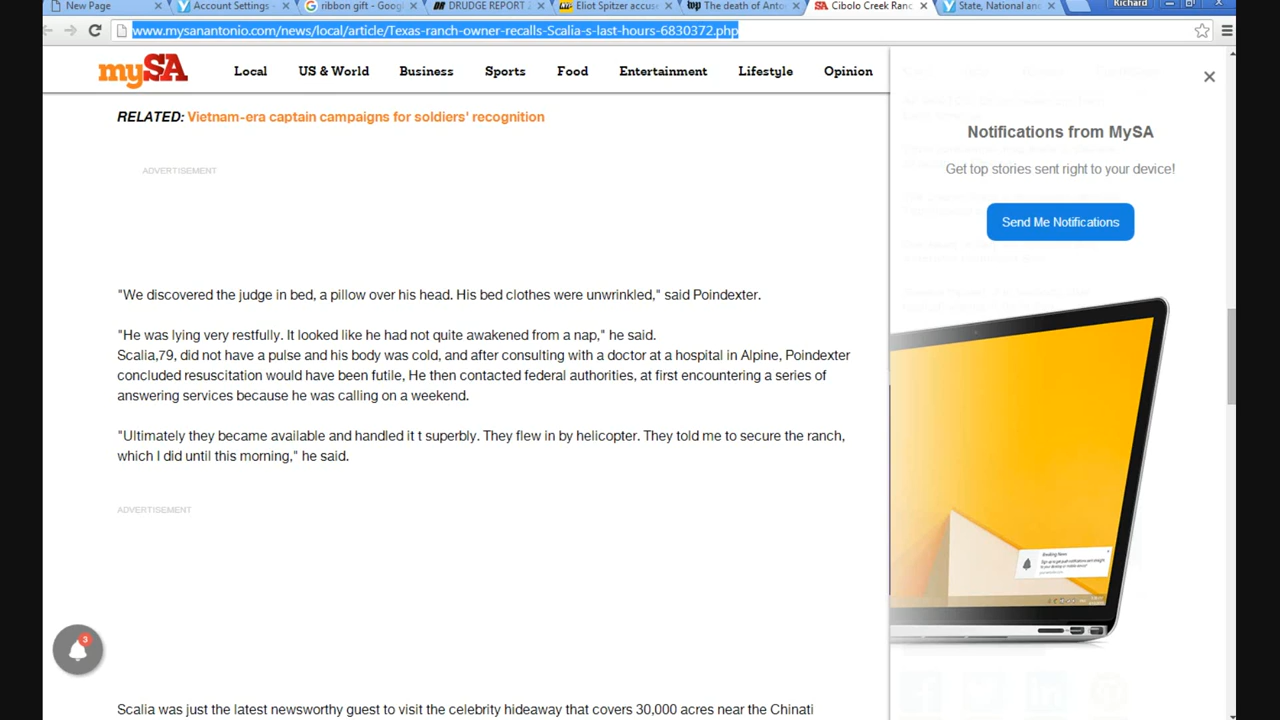 New Page
Account Settings -
ribbon gift - Goog
DRUDGE REPORT
Eliot Spitzer accuse
The death of Anto
Cibolo Creek Ranc
State, National and
Richard
www.mysanantonio.com/news/local/article/Texas-ranch-owner-recalls-Scalia-s-last-hours-6830372.php
mySA
Local
US & World
Business
Sports
Food
Entertainment
Lifestyle
Opinion
RELATED: Vietnam-era captain campaigns for soldiers' recognition
ADVERTISEMENT
"We discovered the judge in bed, a pillow over his head. His bed clothes were unwrinkled," said Poindexter.
"He was lying very restfully. It looked like he had not quite awakened from a nap," he said.
Scalia,79, did not have a pulse and his body was cold, and after consulting with a doctor at a hospital in Alpine, Poindexter
concluded resuscitation would have been futile, He then contacted federal authorities, at first encountering a series of
answering services because he was calling on a weekend.
"Ultimately they became available and handled it t superbly. They flew in by helicopter. They told me to secure the ranch,
which I did until this morning," he said.
ADVERTISEMENT
3
Scalia was just the latest newsworthy guest to visit the celebrity hideaway that covers 30,000 acres near the Chinati
Notifications from MySA
Get top stories sent right to your device!
Send Me Notifications
Breaking News